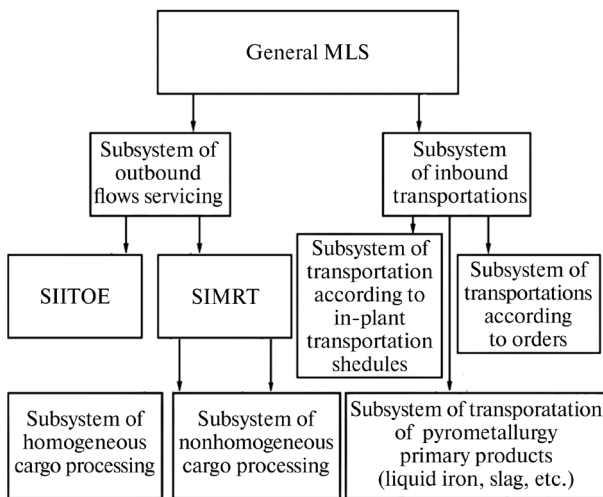 General MLS
Subsystem of
outbound
flows servicing
Subsystem
of inbound
transportations
SIITOE
SIMRT
Subsystem of
transportation
according to
in-plant
transportation
shedules
Subsystem of
transportations
according
to orders
Subsystem of
homogeneous
cargo processing
Subsystem of
nonhomogeneous
cargo processing
Subsystem of transporatation
of pyrometallurgy
primary products
(liquid iron, slag, etc.)